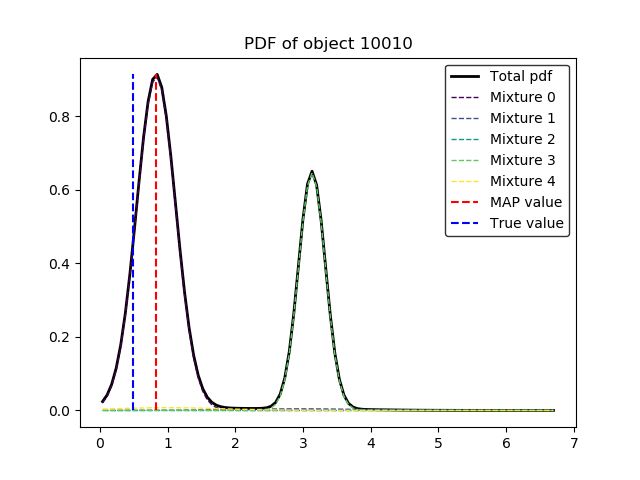 PDF of object 10010
Total pdf
Mixture 0
Mixture 1
Mixture 2
Mixture 3
Mixture 4
MAP value
True value
0.8
0.6
0.4
0.2
0.0
0 1 2 3 4 5 6 7